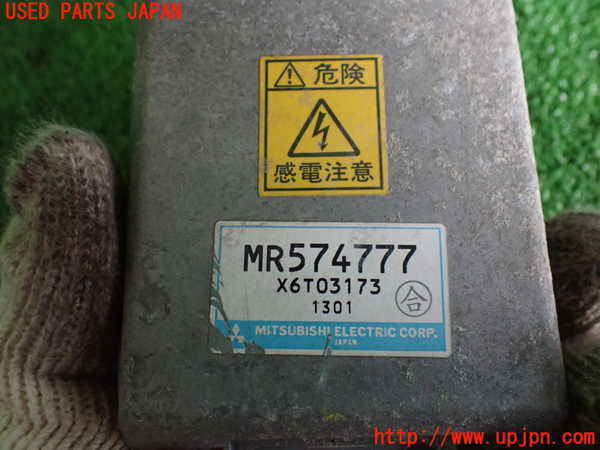 USED PARTS JAPAN
危険
感電注意
MR574777
X6T03173
1301
合
MITSUBISHI ELECTRIC CORP.
JAPAN
http://www.upjpn.com/